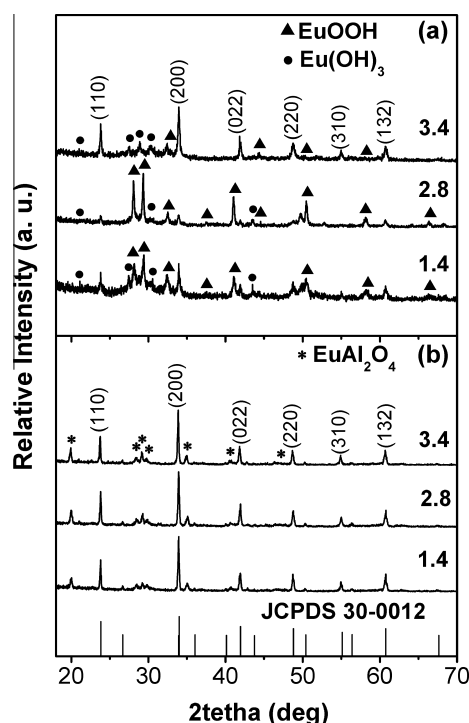 ▲ EuOOH (a)
● Eu(OH)₃
(110) (200) (022) (220) (310) (132)
3.4
2.8
1.4
* EuAl₂O₄ (b)
(110) (200) (022) (220) (310) (132)
3.4
2.8
1.4
JCPDS 30-0012
20 30 40 50 60 70
2tetha (deg)
Relative Intensity (a. u.)